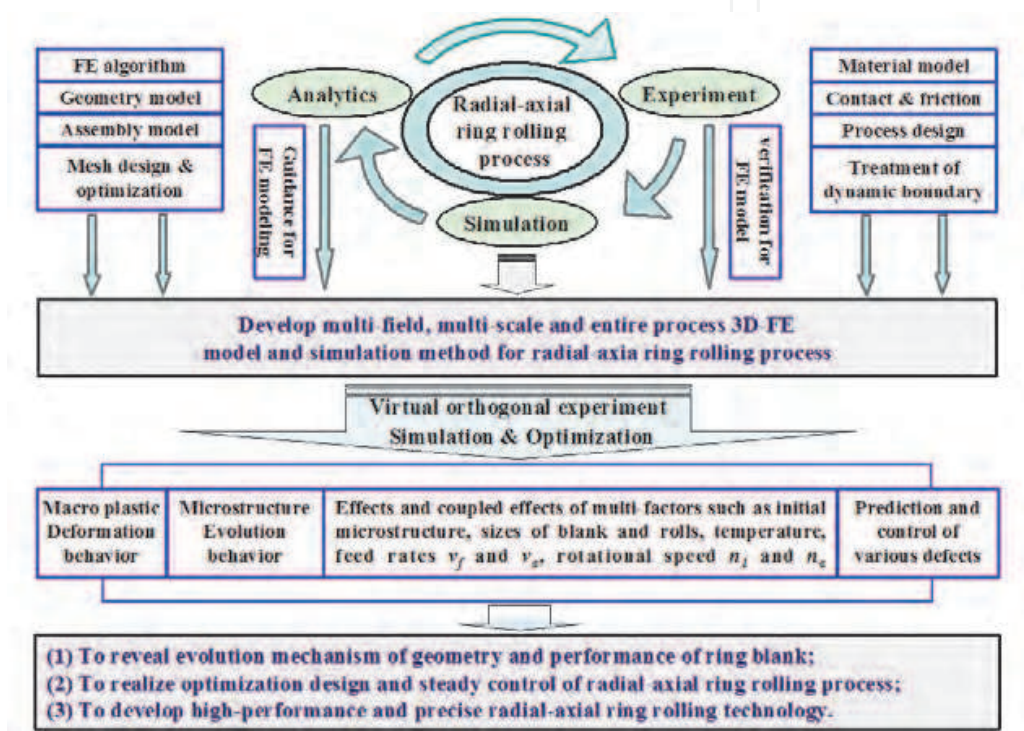 FE algorithm
Geometry model
Assembly model
Mesh design &
optimization
Analytics
Guidance for
FE modeling
Radial-axial
ring rolling
process
Experiment
Simulation
verification for
FE model
Material model
Contact & friction
Process design
Treatment of
dynamic boundary
Develop multi-field, multi-scale and entire process 3D-FE
model and simulation method for radial-axia ring rolling process
Virtual orthogonal experiment
Simulation & Optimization
Macro plastic
Deformation
behavior
Microstructure
Evolution
behavior
Effects and coupled effects of multi-factors such as initial
microstructure, sizes of blank and rolls, temperature,
feed rates v_f and v_a, rotational speed n_1 and n_a
Prediction and
control of
various defects
(1) To reveal evolution mechanism of geometry and performance of ring blank;
(2) To realize optimization design and steady control of radial-axial ring rolling process;
(3) To develop high-performance and precise radial-axial ring rolling technology.